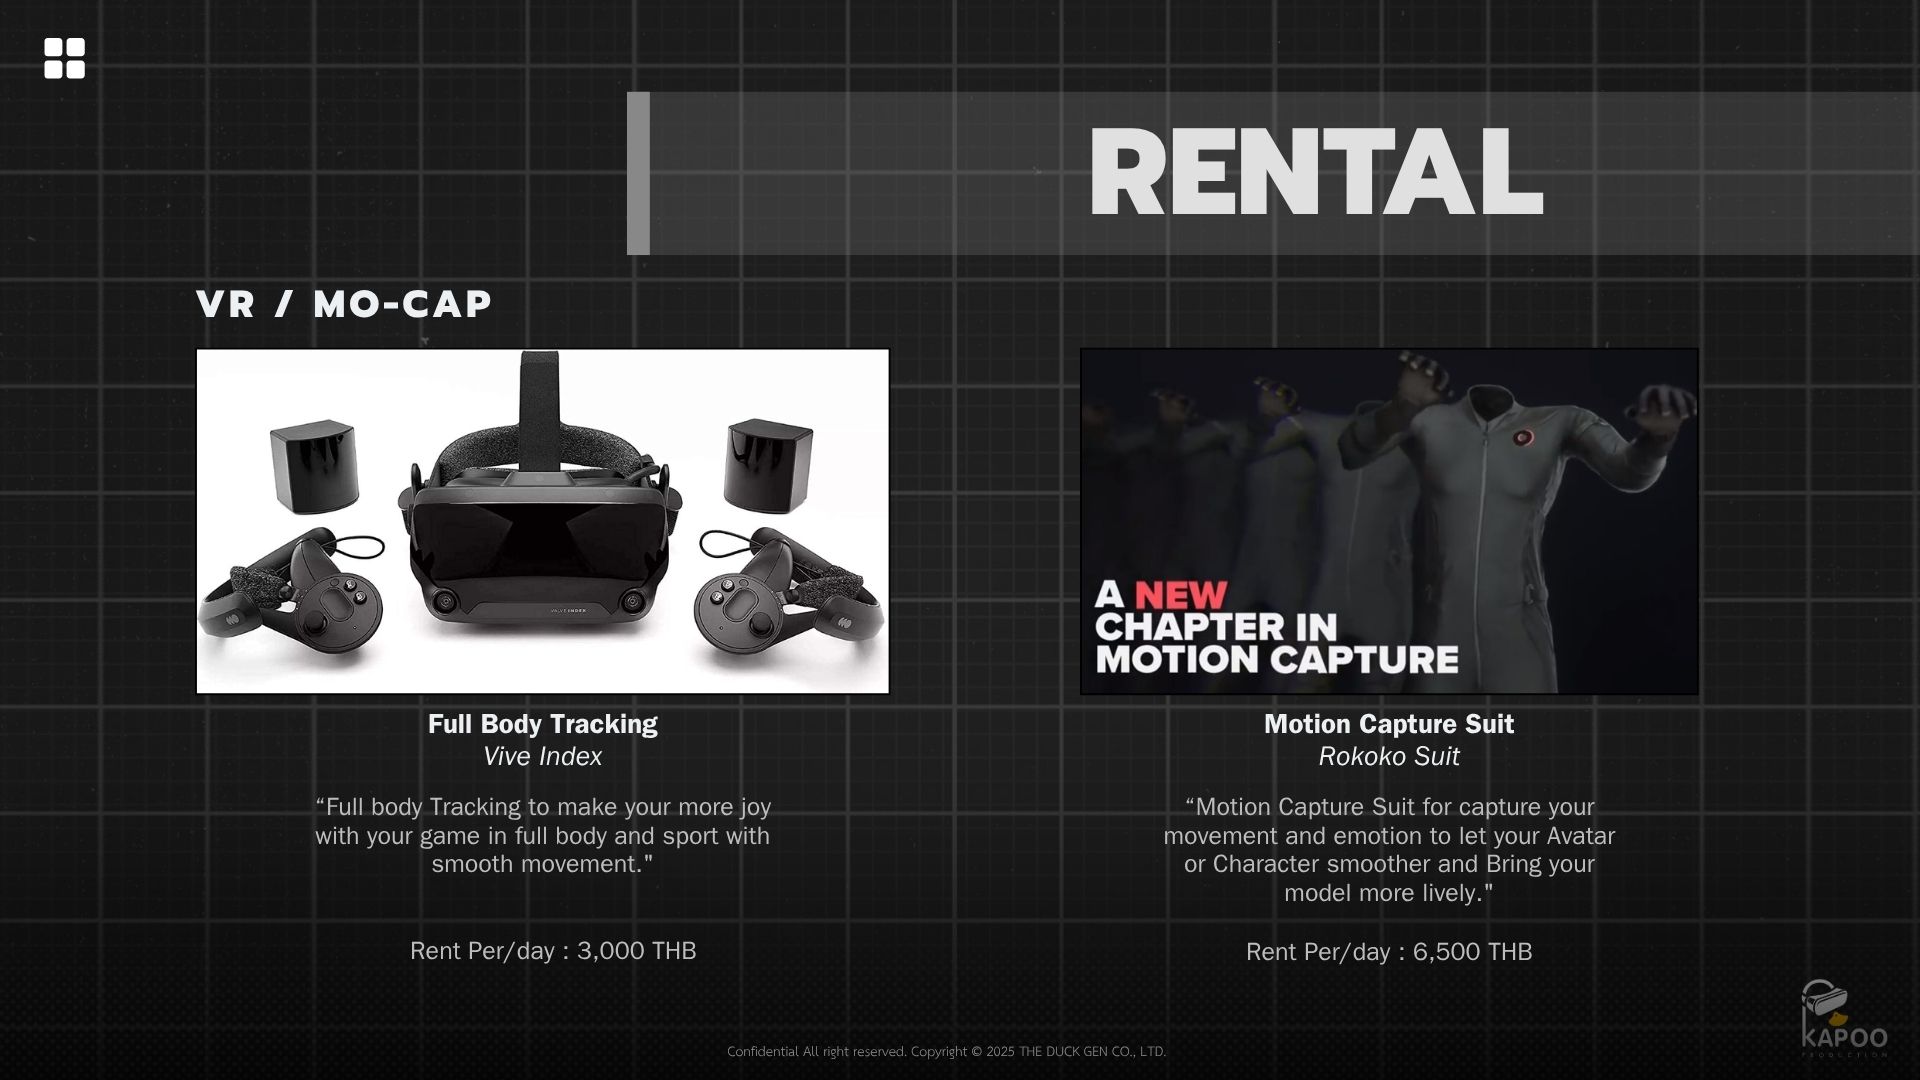 RENTAL
VR / MO-CAP
VALVE INDEX
A NEW
CHAPTER IN
MOTION CAPTURE
Full Body Tracking
Vive Index
“Full body Tracking to make your more joy
with your game in full body and sport with
smooth movement."
Rent Per/day : 3,000 THB
Motion Capture Suit
Rokoko Suit
“Motion Capture Suit for capture your
movement and emotion to let your Avatar
or Character smoother and Bring your
model more lively."
Rent Per/day : 6,500 THB
KAPOO
PRODUCTION
Confidential All right reserved. Copyright © 2025 THE DUCK GEN CO., LTD.